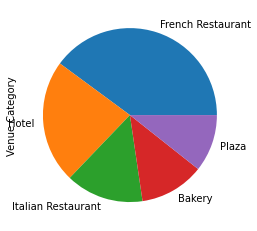 French Restaurant
Hotel
Venue Category
Plaza
Italian Restaurant
Bakery